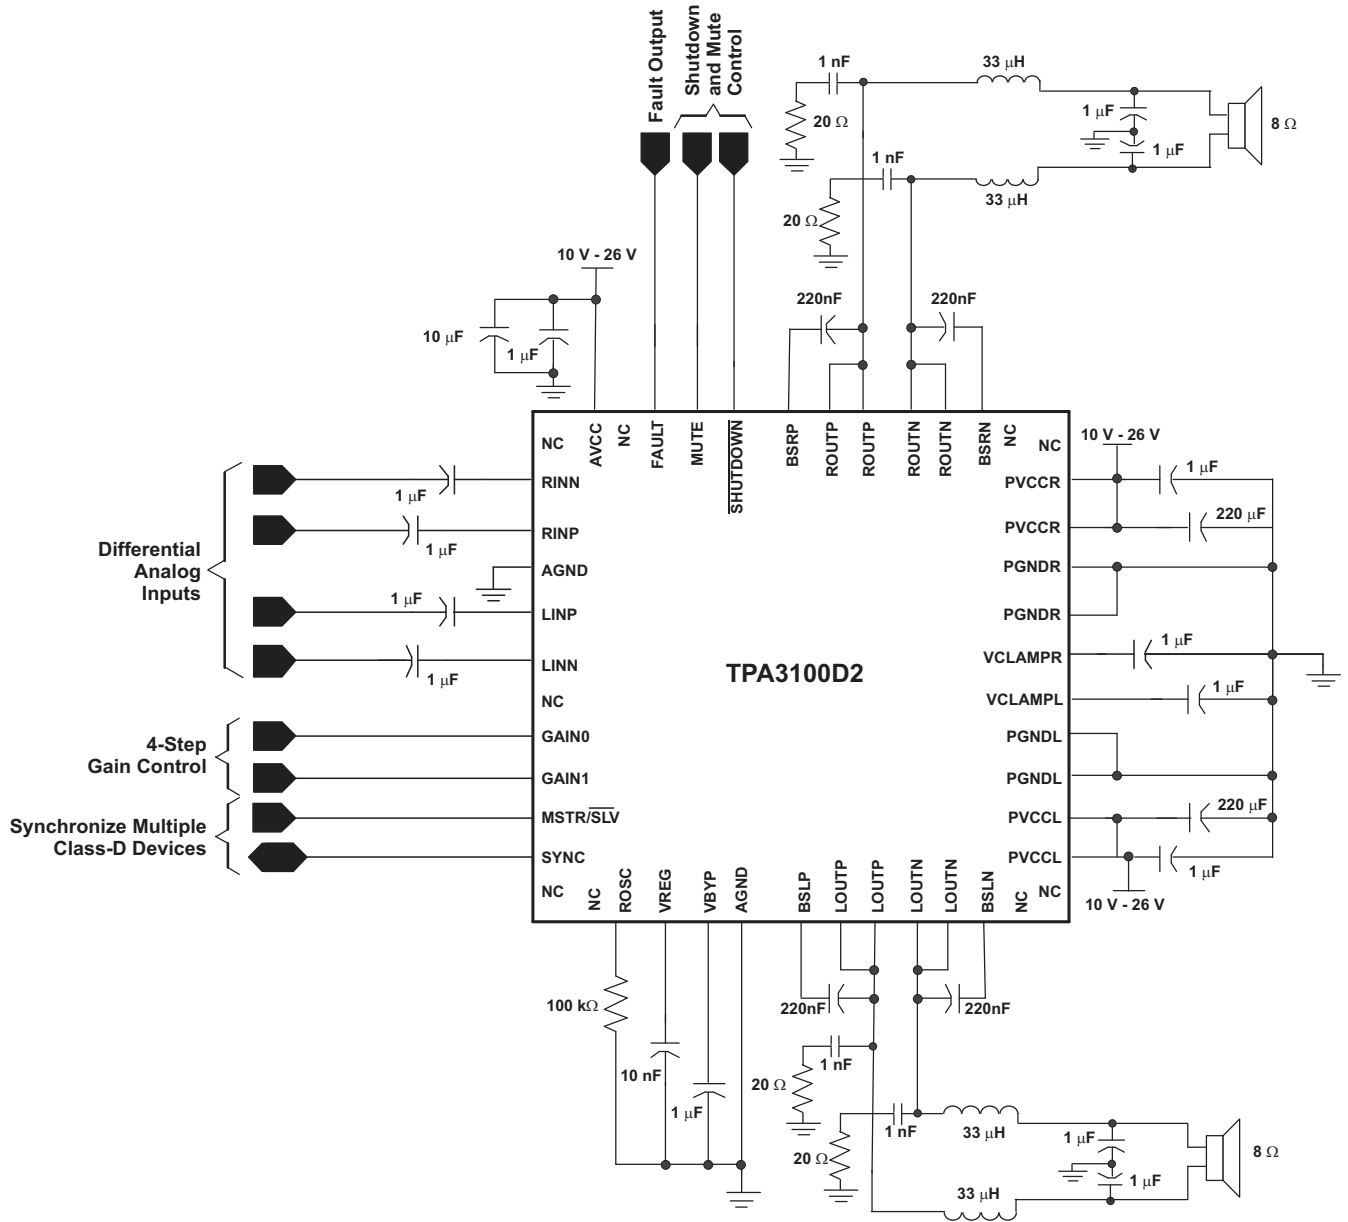 Fault Output
Shutdown
and Mute
Control
1 nF
33 μH
20 Ω
1 μF
1 μF
8 Ω
1 nF
33 μH
20 Ω
10 V - 26 V
10 μF
1 μF
220nF
220nF
NC
AVCC
NC
FAULT
MUTE
SHUTDOWN
BSRP
ROUTP
ROUTP
ROUTN
ROUTN
BSRN
NC
NC
10 V - 26 V
Differential
Analog
Inputs
1 μF
RINN
1 μF
RINP
AGND
1 μF
LINP
1 μF
LINN
NC
4-Step
Gain Control
GAIN0
GAIN1
Synchronize Multiple
Class-D Devices
MSTR/SLV
SYNC
NC
TPA3100D2
PVCCR
1 μF
PVCCR
220 μF
PGNDR
PGNDR
VCLAMPR
1 μF
VCLAMPL
1 μF
PGNDL
PGNDL
PVCCL
220 μF
PVCCL
1 μF
NC
10 V - 26 V
NC
ROSC
VREG
VBYP
AGND
BSLP
LOUTP
LOUTP
LOUTN
LOUTN
BSLN
NC
100 kΩ
10 nF
1 μF
220nF
220nF
1 nF
20 Ω
1 nF
33 μH
20 Ω
1 μF
1 μF
8 Ω
33 μH